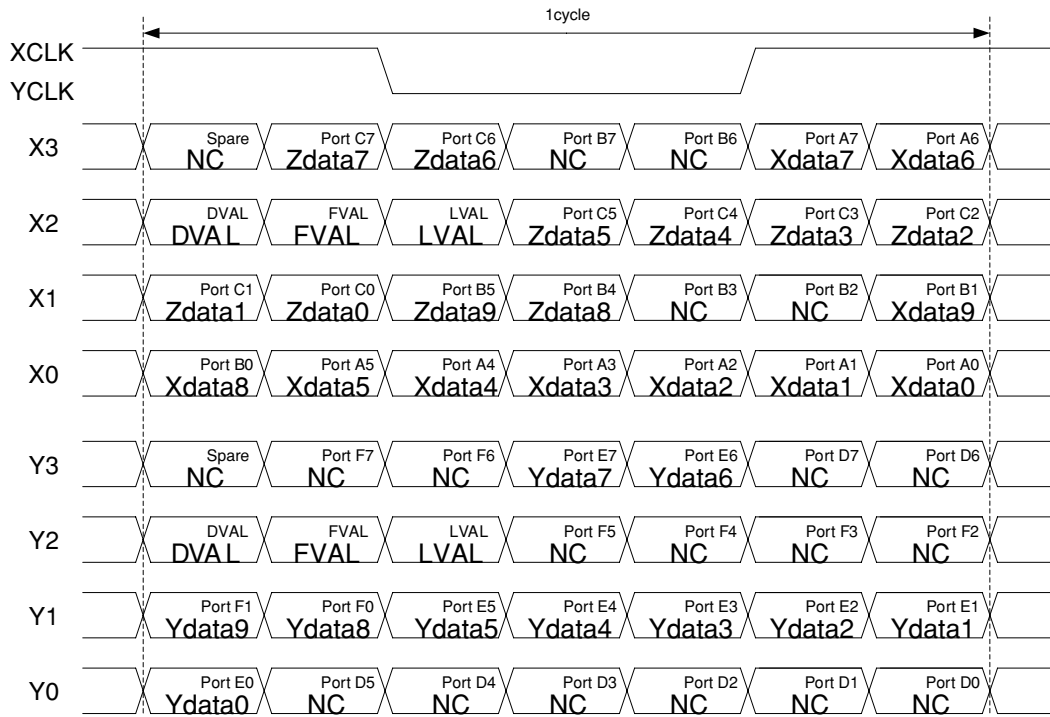 1cycle
XCLK
YCLK
X3
Spare Port C7 Port C6 Port B7 Port B6 Port A7 Port A6
NC Zdata7 Zdata6 NC NC Xdata7 Xdata6
X2
DVAL FVAL LVAL Port C5 Port C4 Port C3 Port C2
DVAL FVAL LVAL Zdata5 Zdata4 Zdata3 Zdata2
X1
Port C1 Port C0 Port B5 Port B4 Port B3 Port B2 Port B1
Zdata1 Zdata0 Zdata9 Zdata8 NC NC Xdata9
X0
Port B0 Port A5 Port A4 Port A3 Port A2 Port A1 Port A0
Xdata8 Xdata5 Xdata4 Xdata3 Xdata2 Xdata1 Xdata0
Y3
Spare Port F7 Port F6 Port E7 Port E6 Port D7 Port D6
NC NC NC Ydata7 Ydata6 NC NC
Y2
DVAL FVAL LVAL Port F5 Port F4 Port F3 Port F2
DVAL FVAL LVAL NC NC NC NC
Y1
Port F1 Port F0 Port E5 Port E4 Port E3 Port E2 Port E1
Ydata9 Ydata8 Ydata5 Ydata4 Ydata3 Ydata2 Ydata1
Y0
Port E0 Port D5 Port D4 Port D3 Port D2 Port D1 Port D0
Ydata0 NC NC NC NC NC NC